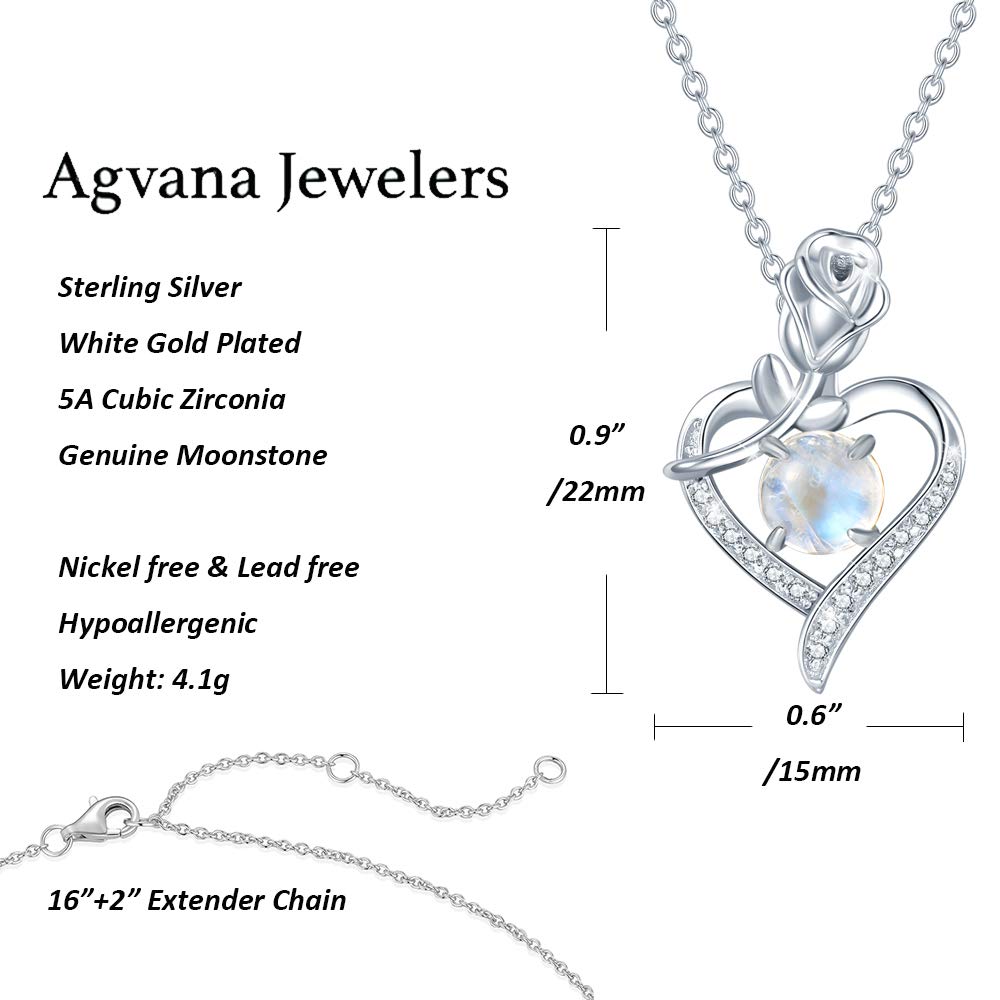 Agvana Jewelers
Sterling Silver
White Gold Plated
5A Cubic Zirconia
Genuine Moonstone
Nickel free & Lead free
Hypoallergenic
Weight: 4.1g
0.9”
/22mm
0.6”
/15mm
16”+2” Extender Chain